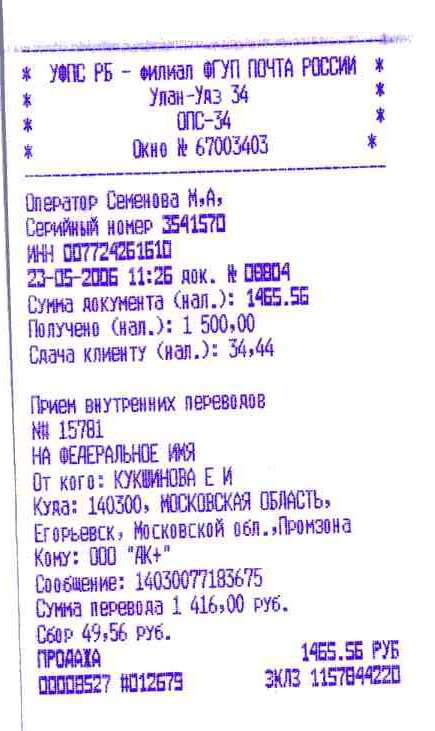 * УФПС РБ - филиал ФГУП ПОЧТА РОССИИ *
* Улан-Удэ 34 *
* ОПС-34 *
* Окно № 67003403 *
Оператор Семенова М,А,
Серийный номер 3541570
ИНН 007724261610
23-05-2006 11:26 док. № 08804
Сумма документа (нал.): 1465.56
Получено (нал.): 1 500,00
Сдача клиенту (нал.): 34,44
Прием внутренних переводов
N# 15781
НА ФЕДЕРАЛЬНОЕ ИМЯ
От кого: КУКШИНОВА Е И
Куда: 140300, МОСКОВСКАЯ ОБЛАСТЬ,
Егорьевск, Московской обл.,Промзона
Кому: ООО "АК+"
Сообщение: 14030077183675
Сумма перевода 1 416,00 руб.
Сбор 49,56 руб.
ПРОДАЖА 1465.56 РУБ
00008527 #012679 ЭКЛЗ 1157844220